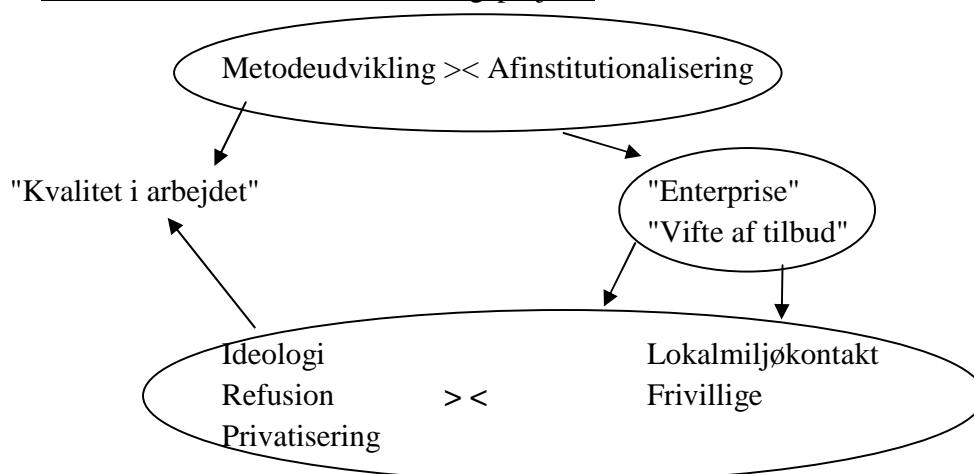 Metodeudvikling >< Afinstitutionalisering
"Kvalitet i arbejdet"
"Enterprise"
"Vifte af tilbud"
Ideologi
Lokalmiljøkontakt
Refusion
> <
Frivillige
Privatisering